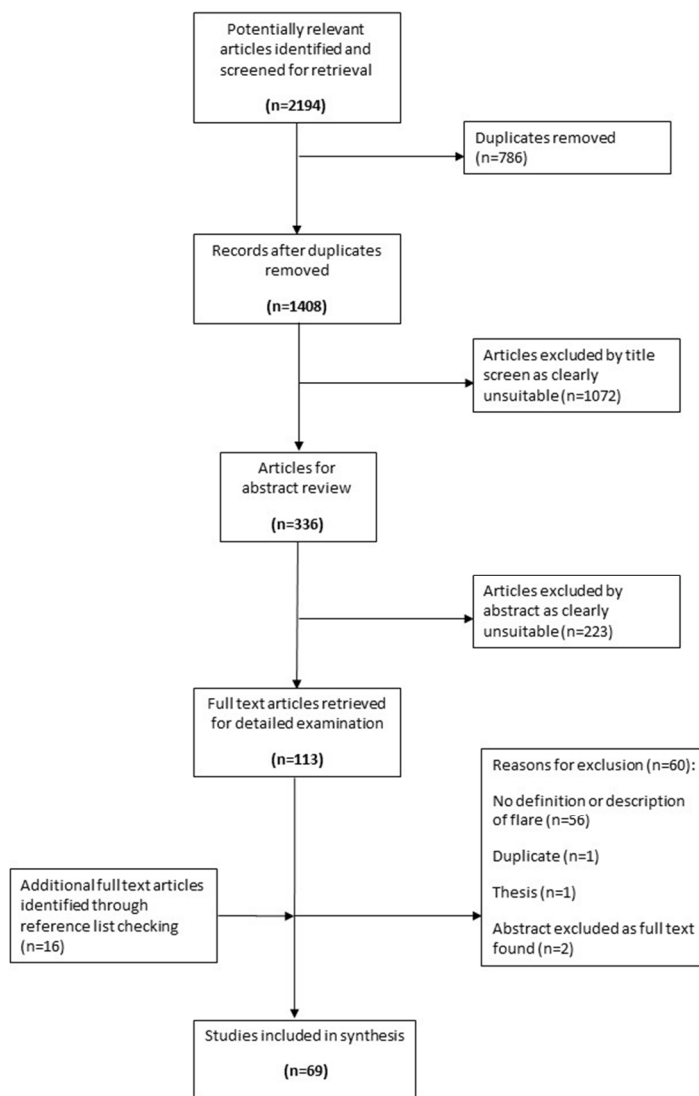 Potentially relevant
articles identified and
screened for retrieval
(n=2194)
Duplicates removed
(n=786)
Records after duplicates
removed
(n=1408)
Articles excluded by title
screen as clearly
unsuitable (n=1072)
Articles for
abstract review
(n=336)
Articles excluded by
abstract as clearly
unsuitable (n=223)
Full text articles retrieved
for detailed examination
(n=113)
Reasons for exclusion (n=60):
No definition or description
of flare (n=56)
Duplicate (n=1)
Thesis (n=1)
Abstract excluded as full text
found (n=2)
Additional full text articles
identified through
reference list checking
(n=16)
Studies included in synthesis
(n=69)